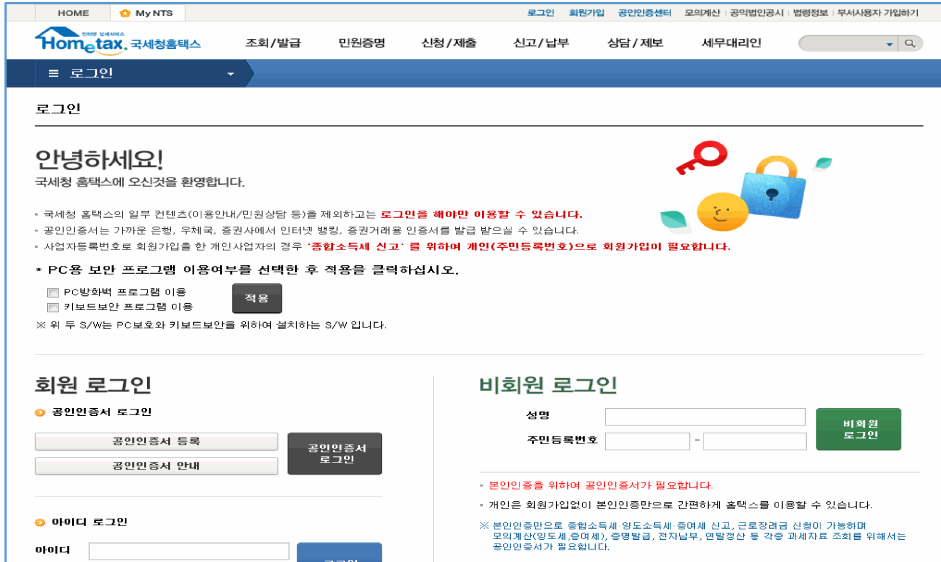 HOME My NTS 로그인 회원가입 공인인증센터 모의계산 공익법인공시 법령정보 부서사용자 가입하기
인터넷 납세서비스
Hometax. 국세청홈택스 조회/발급 민원증명 신청/제출 신고/납부 상담/제보 세무대리인
≡ 로그인
로그인
안녕하세요!
국세청 홈택스에 오신것을 환영합니다.
• 국세청 홈택스의 일부 컨텐츠(이용안내/민원상담 등)을 제외하고는 로그인을 해야만 이용할 수 있습니다.
• 공인인증서는 가까운 은행, 우체국, 증권사에서 인터넷 뱅킹, 증권거래용 인증서를 발급 받으실 수 있습니다.
• 사업자등록번호로 회원가입를 한 개인사업자의 경우 '종합소득세 신고' 를 위하여 개인(주민등록번호)으로 회원가입이 필요합니다.
* PC용 보안 프로그램 이용여부를 선택한 후 적용을 클릭하십시오.
PC방화벽 프로그램 이용
키보드보안 프로그램 이용
적용
※ 위 두 S/W는 PC보호와 키보드보안을 위하여 설치하는 S/W 입니다.
회원 로그인
공인인증서 로그인
공인인증서 등록
공인인증서 안내
공인인증서
로그인
아이디 로그인
아이디
비회원 로그인
성명
주민등록번호 -
비회원
로그인
• 본인인증을 위하여 공인인증서가 필요합니다.
• 개인은 회원가입없이 본인인증만으로 간편하게 홈택스를 이용할 수 있습니다.
※ 본인인증만으로 종합소득세·양도소득세·증여세 신고, 근로장려금 신청이 가능하며
모의계산(양도세,증여세), 증명발급, 전자납부, 연말정산 등 각종 과세자료 조회를 위해서는
공인인증서가 필요합니다.